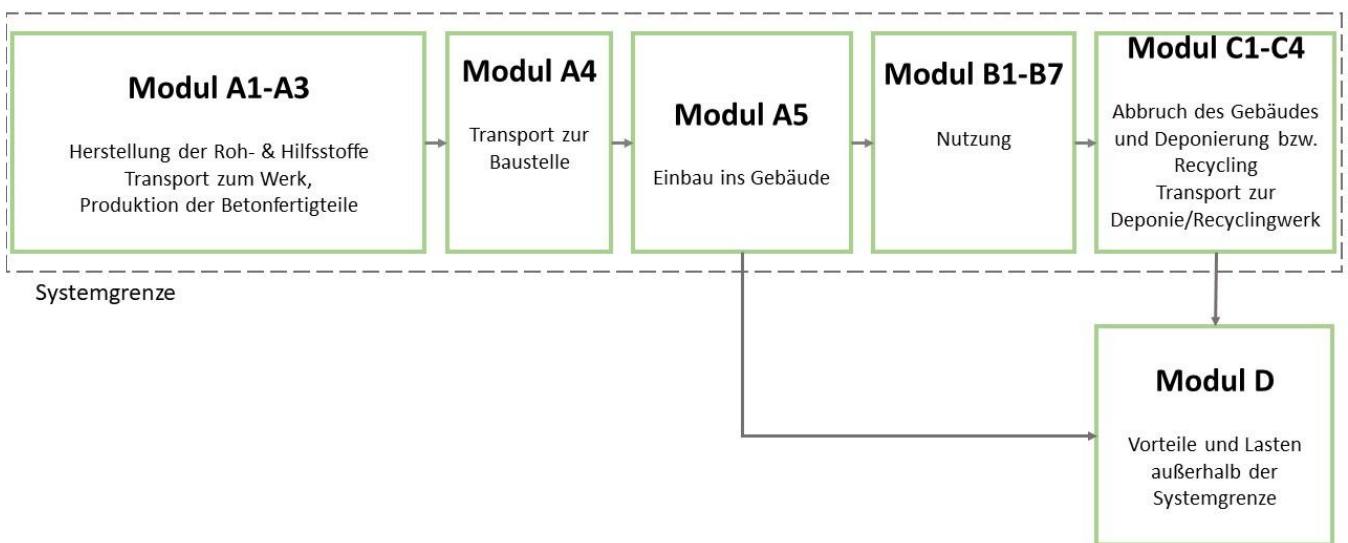 Modul A1-A3
Herstellung der Roh- & Hilfsstoffe
Transport zum Werk,
Produktion der Betonfertigteile
Modul A4
Transport zur
Baustelle
Modul A5
Einbau ins Gebäude
Modul B1-B7
Nutzung
Modul C1-C4
Abbruch des Gebäudes
und Deponierung bzw.
Recycling
Transport zur
Deponie/Recyclingwerk
Systemgrenze
Modul D
Vorteile und Lasten
außerhalb der
Systemgrenze